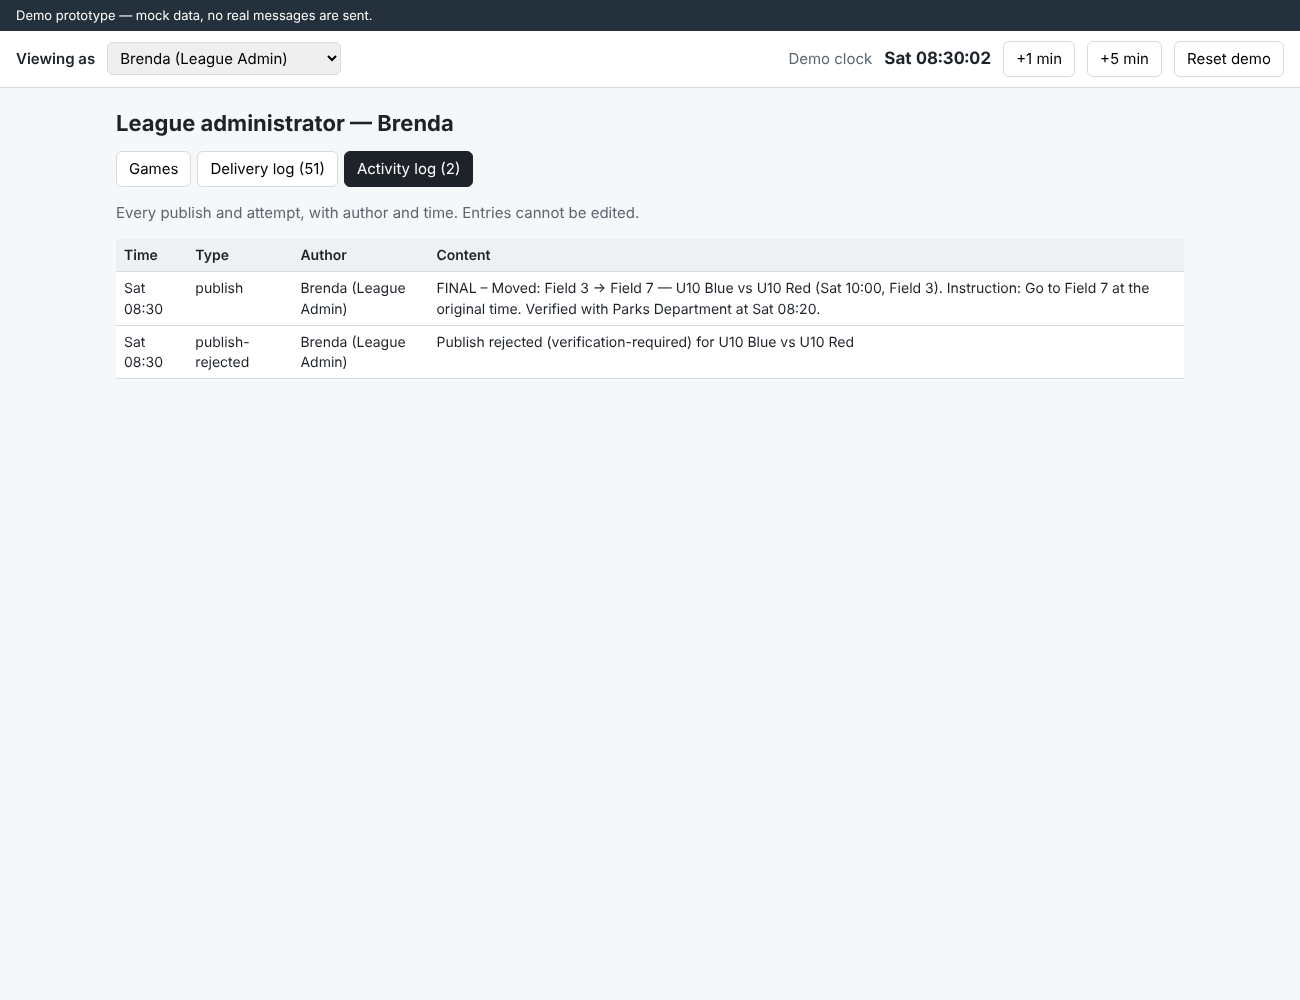 Demo prototype — mock data, no real messages are sent.
Viewing as Brenda (League Admin) Demo clock Sat 08:30:02 +1 min +5 min Reset demo
League administrator — Brenda
Games Delivery log (51) Activity log (2)
Every publish and attempt, with author and time. Entries cannot be edited.
Time Type Author Content
Sat 08:30 publish Brenda (League Admin) FINAL – Moved: Field 3 → Field 7 — U10 Blue vs U10 Red (Sat 10:00, Field 3). Instruction: Go to Field 7 at the
original time. Verified with Parks Department at Sat 08:20.
Sat 08:30 publish-rejected Brenda (League Admin) Publish rejected (verification-required) for U10 Blue vs U10 Red